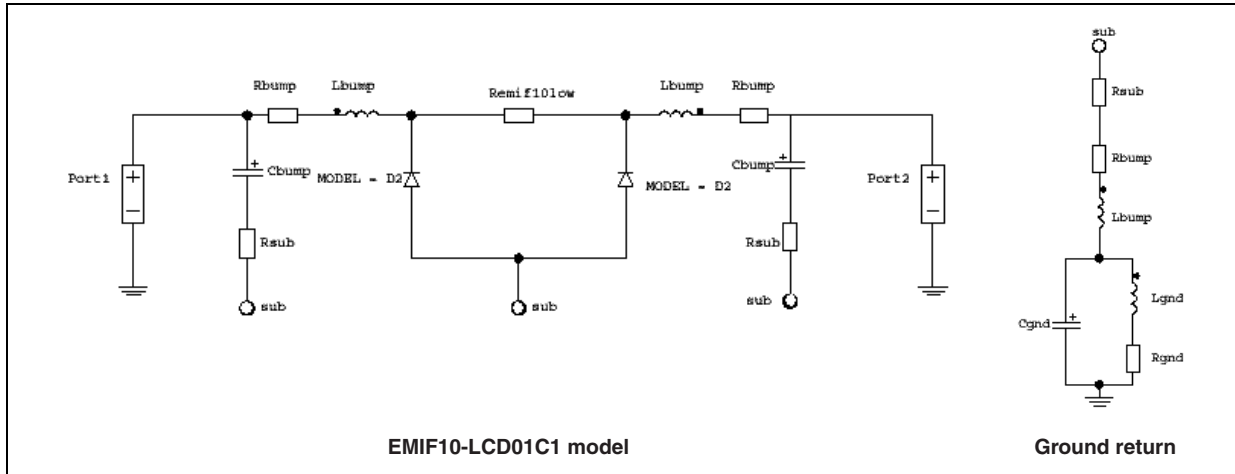 Rbump
Lbump
Remif10low
Lbump
Rbump
Port1
+
−
+
Cbump
MODEL = D2
MODEL = D2
+
Cbump
Port2
+
−
Rsub
sub
sub
Rsub
sub
EMIF10-LCD01C1 model
sub
Rsub
Rbump
Lbump
Cgnd
+
Lgnd
Rgnd
Ground return